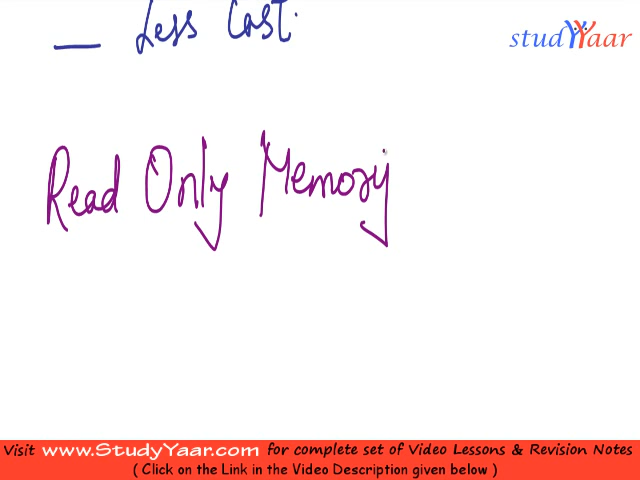 — Less Cost.
studYYaar
Read Only Memory
Visit www.StudyYaar.com for complete set of Video Lessons & Revision Notes
( Click on the Link in the Video Description given below )